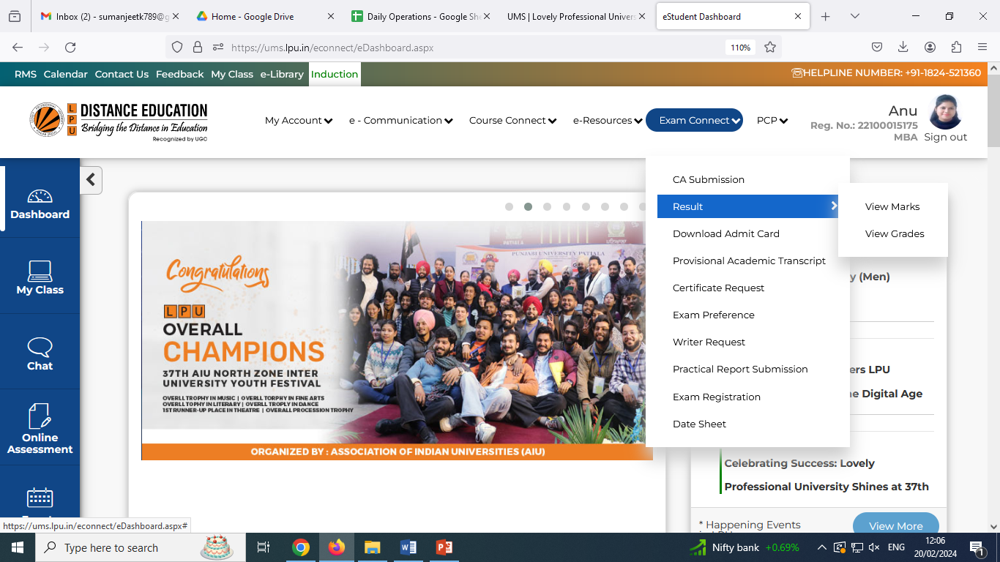 Inbox (2) - sumanjeetk789@g
Home - Google Drive
Daily Operations - Google She
UMS | Lovely Professional Univers
eStudent Dashboard
https://ums.lpu.in/econnect/eDashboard.aspx
110%
RMS Calendar Contact Us Feedback My Class e-Library Induction
HELPLINE NUMBER: +91-1824-521360
LPU DISTANCE EDUCATION
Bridging the Distance in Education
Recognized by UGC
My Account e - Communication Course Connect e-Resources Exam Connect PCP
Anu
Reg. No.: 22100015175
MBA
Sign out
Dashboard
My Class
Chat
Online
Assessment
CA Submission
Result
Download Admit Card
Provisional Academic Transcript
Certificate Request
Exam Preference
Writer Request
Practical Report Submission
Exam Registration
Date Sheet
View Marks
View Grades
PUNJABI UNIVERSITY PATIALA
Congratulations
LPU
OVERALL
CHAMPIONS
37TH AIU NORTH ZONE INTER
UNIVERSITY YOUTH FESTIVAL
OVERLL TROPHY IN MUSIC | OVERLL TORPHY IN FINE ARTS
OVERLL TOPHY IN LITERARY | OVERLL TROPLY IN DANCE
1ST RUNNER-UP PLACE IN THEATRE | OVERALL PROCESSION TROPHY
ORGANIZED BY : ASSOCIATION OF INDIAN UNIVERSITIES (AIU)
y (Men)
ers LPU
ne Digital Age
Celebrating Success: Lovely
Professional University Shines at 37th
* Happening Events
View More
https://ums.lpu.in/econnect/eDashboard.aspx#
Type here to search
Nifty bank +0.69%
ENG
12:06
20/02/2024
1